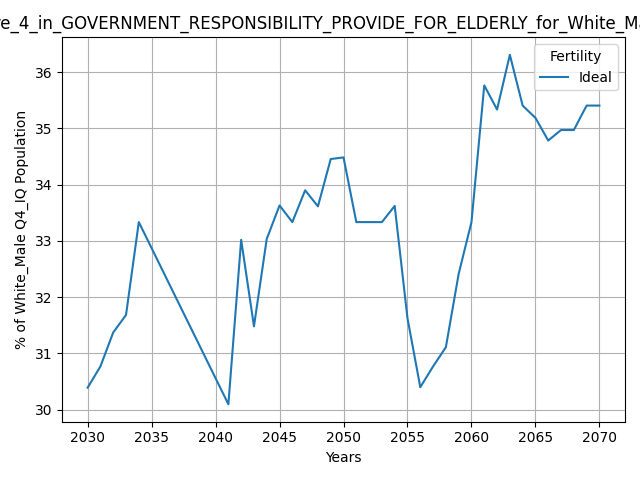 e_4_in_GOVERNMENT_RESPONSIBILITY_PROVIDE_FOR_ELDERLY_for_White_M
Fertility
Ideal
36
35
34
33
32
31
30
% of White_Male Q4_IQ Population
2030 2035 2040 2045 2050 2055 2060 2065 2070
Years